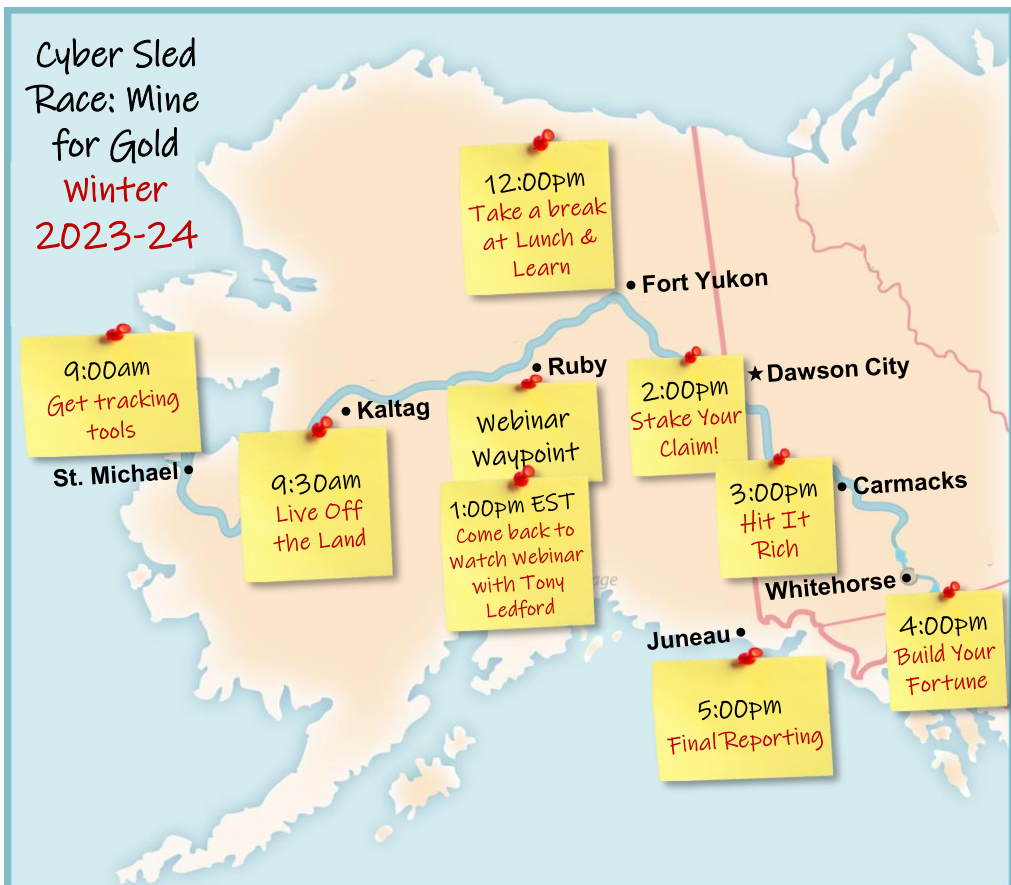 Cyber Sled
Race: Mine
for Gold
Winter
2023-24
12:00pm
Take a break
at Lunch &
Learn
Fort Yukon
9:00am
Get tracking
tools
St. Michael
Kaltag
9:30am
Live Off
the Land
Ruby
Webinar
Waypoint
1:00pm EST
Come back to
Watch Webinar
with Tony
Ledford
2:00pm
Stake Your
Claim!
Dawson City
3:00pm
Hit It
Rich
Carmacks
Whitehorse
4:00pm
Build Your
Fortune
Juneau
5:00pm
Final Reporting